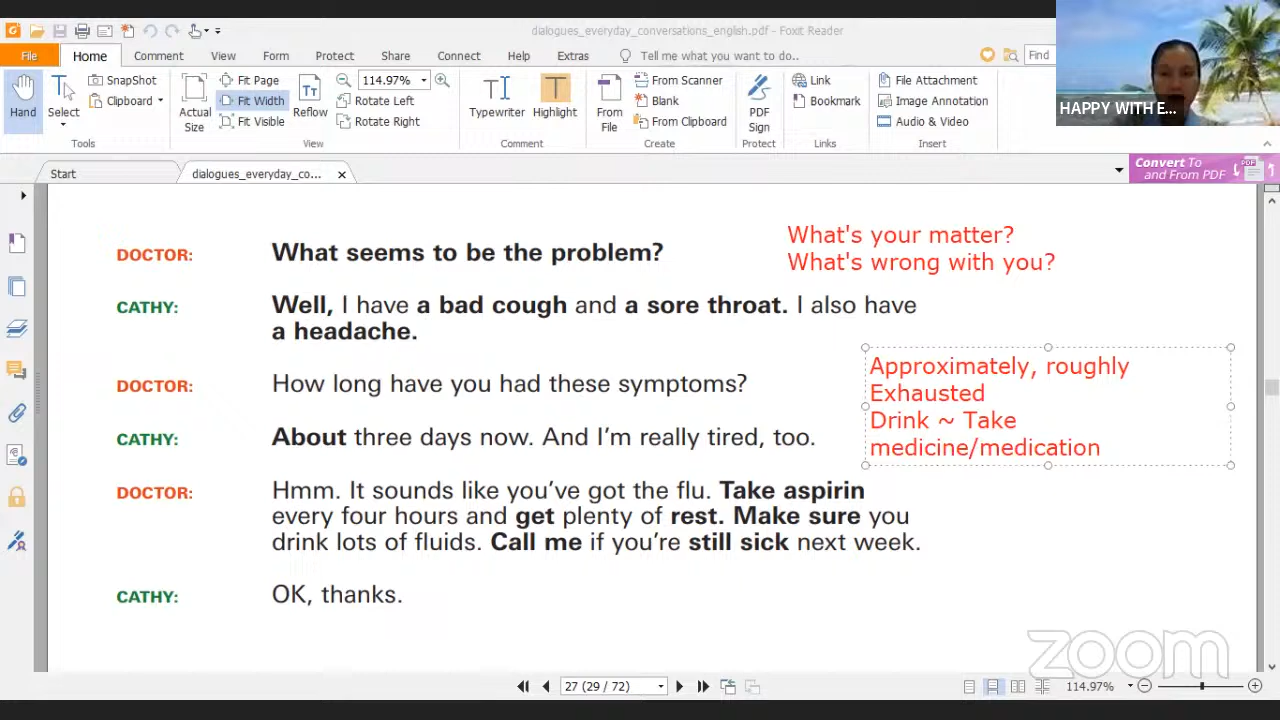 dialogues_everyday_conversations_english.pdf - Foxit Reader
File Home Comment View Form Protect Share Connect Help Extras Tell me what you want to do.. Find
Hand
Select
SnapShot
Clipboard
Tools
Actual Size
Fit Page
Fit Width
Fit Visible
Reflow
114.97%
Rotate Left
Rotate Right
View
Typewriter
Highlight
Comment
From File
From Scanner
Blank
From Clipboard
Create
PDF Sign
Protect
Link
Bookmark
Links
File Attachment
Image Annotation
Audio & Video
Insert
HAPPY WITH E...
Start dialogues_everyday_co...
Convert To
and From PDF
PDF
DOCTOR: What seems to be the problem?
What's your matter?
What's wrong with you?
CATHY: Well, I have a bad cough and a sore throat. I also have
a headache.
DOCTOR: How long have you had these symptoms?
Approximately, roughly
Exhausted
Drink ~ Take
medicine/medication
CATHY: About three days now. And I'm really tired, too.
DOCTOR: Hmm. It sounds like you've got the flu. Take aspirin
every four hours and get plenty of rest. Make sure you
drink lots of fluids. Call me if you're still sick next week.
CATHY: OK, thanks.
zoom
27 (29 / 72) 114.97%